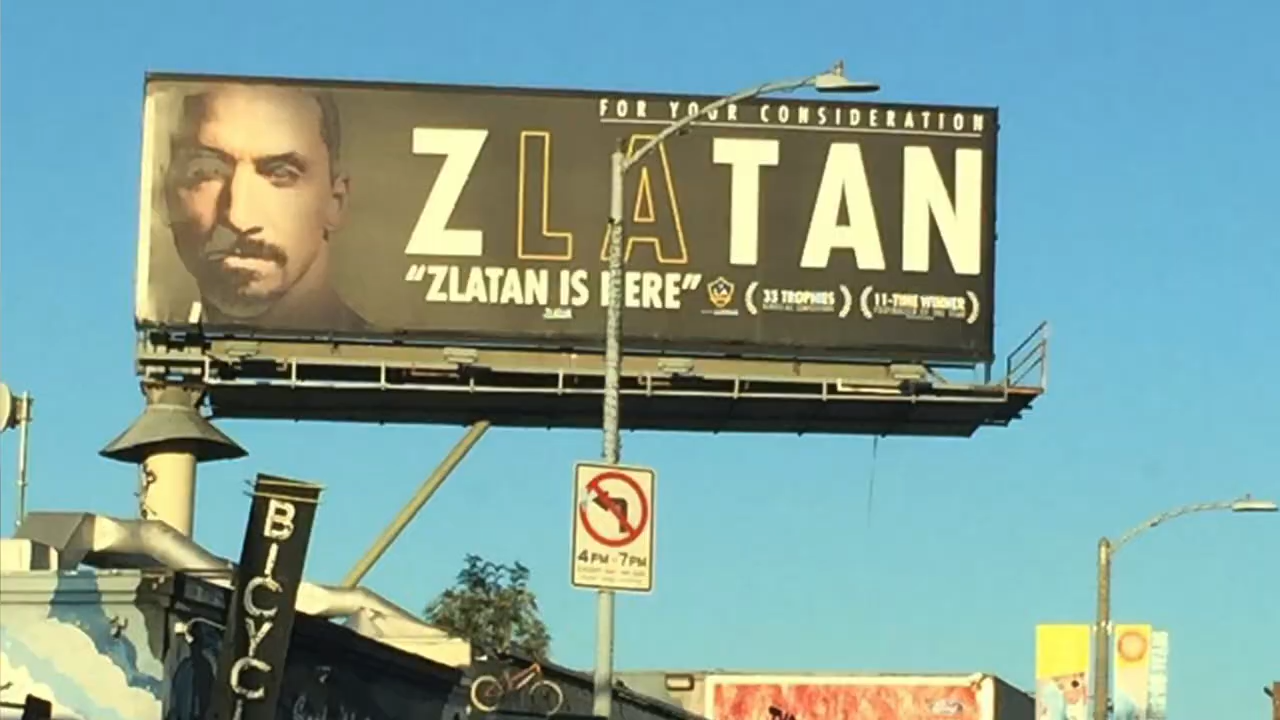 FOR YOUR CONSIDERATION
ZLATAN
"ZLATAN IS HERE"
33 TROPHIES
11-TIME WINNER
4PM-7PM
BICYC